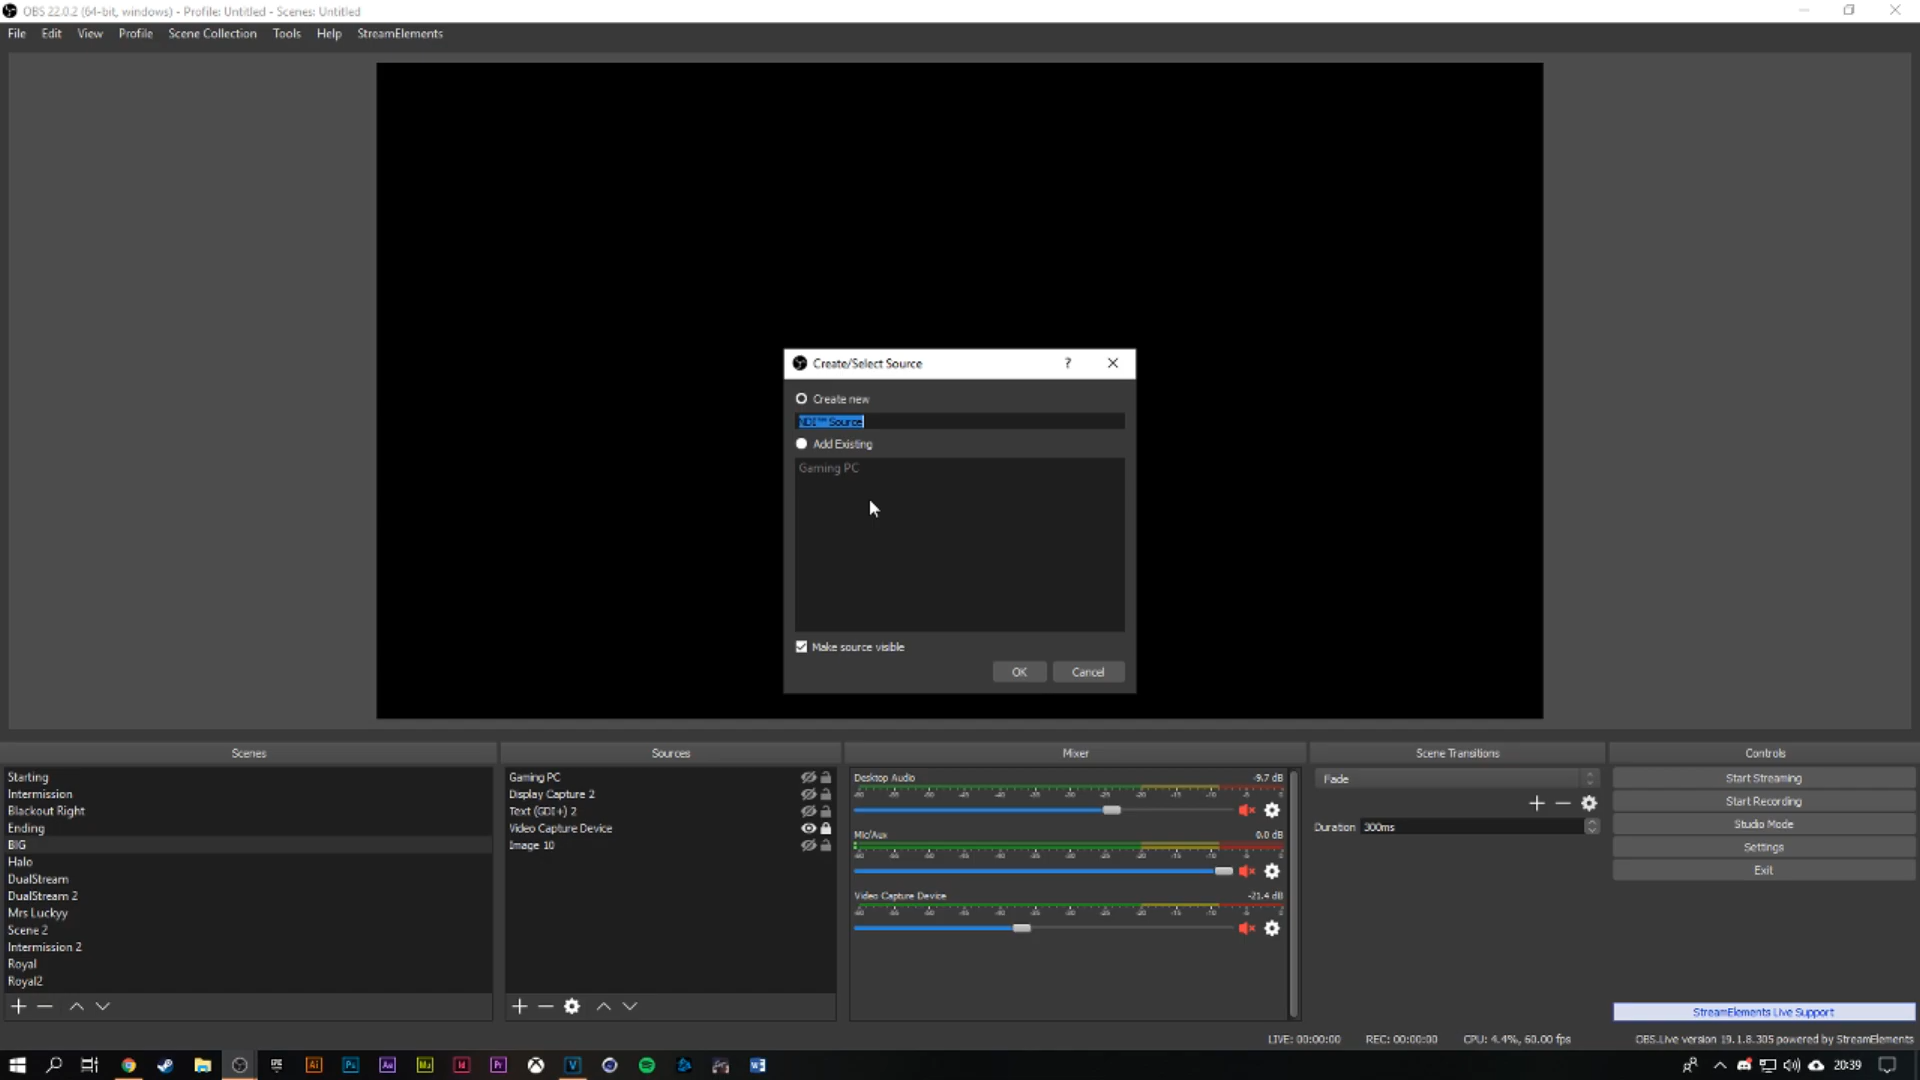 OBS 22.0.2 (64-bit, windows) - Profile: Untitled - Scenes: Untitled
File Edit View Profile Scene Collection Tools Help StreamElements
Create/Select Source ?
Create new
NDI™ Source
Add Existing
Gaming PC
Make source visible
OK Cancel
Scenes
Starting
Intermission
Blackout Right
Ending
BIG
Halo
DualStream
DualStream 2
Mrs Luckyy
Scene 2
Intermission 2
Royal
Royal2
Sources
Gaming PC
Display Capture 2
Text (GDI+) 2
Video Capture Device
Image 10
Mixer
Desktop Audio -9.7 dB
Mic/Aux 0.0 dB
Video Capture Device -21.4 dB
Scene Transitions
Fade
Duration 300ms
Controls
Start Streaming
Start Recording
Studio Mode
Settings
Exit
StreamElements Live Support
LIVE: 00:00:00 REC: 00:00:00 CPU: 4.4%, 60.00 fps OBS.Live version 19.1.8.305 powered by StreamElements
Ai Ps Ae Mu Id Pr V 20:39